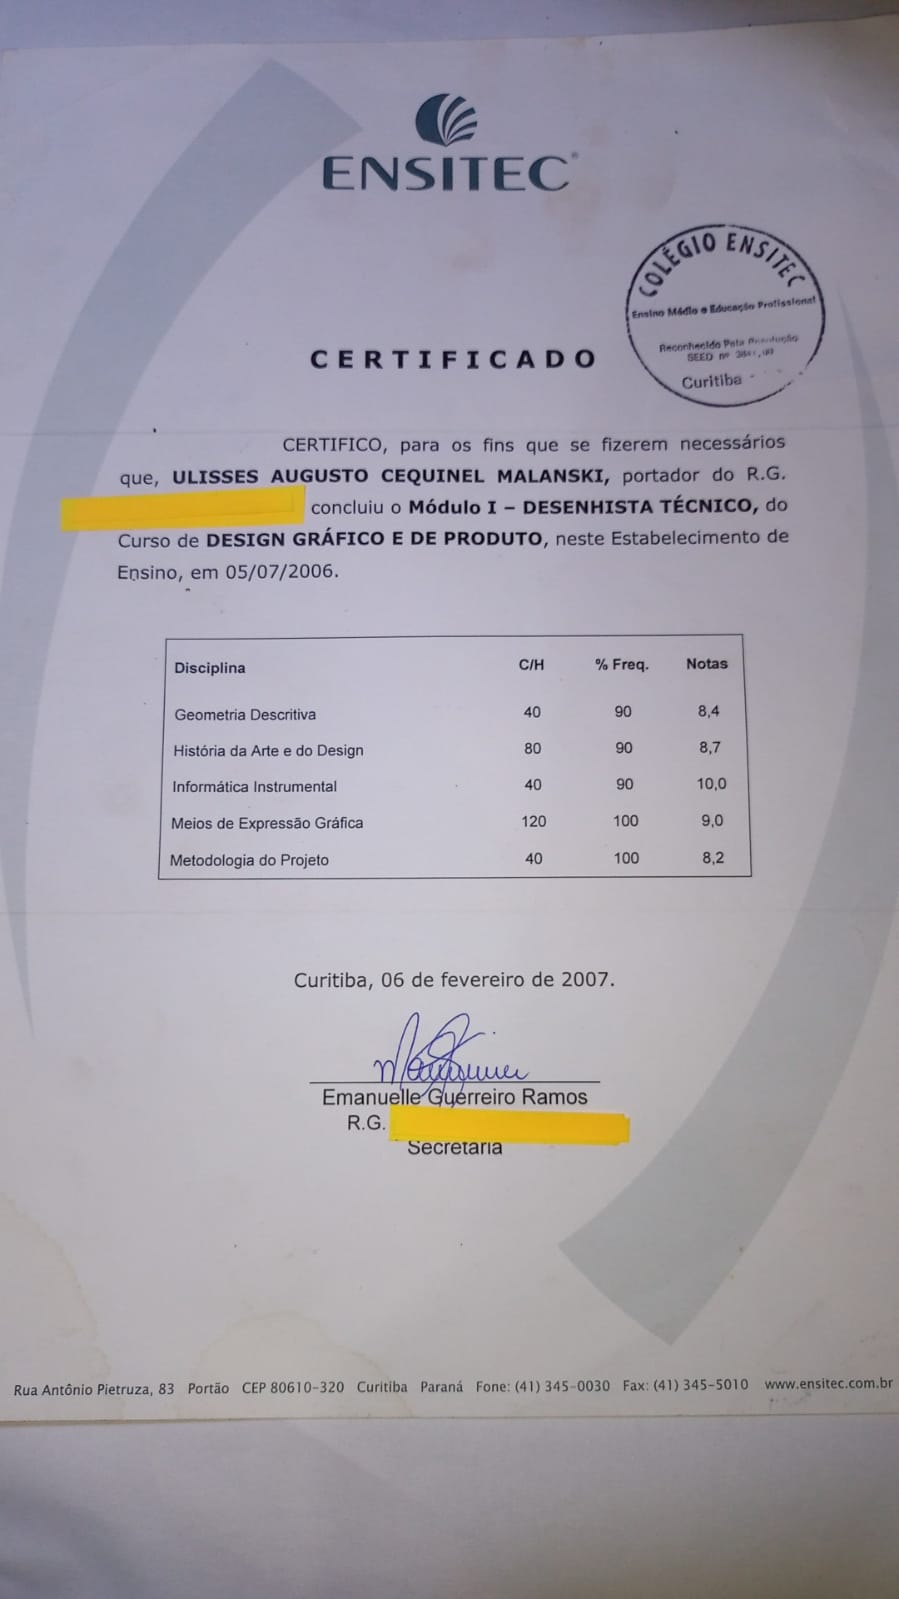 ENSITEC®
COLÉGIO ENSITEC
Ensino Médio e Educação Profissional
Reconhecido Pela Resolução
SEED nº
Curitiba -
CERTIFICADO
CERTIFICO, para os fins que se fizerem necessários
que, ULISSES AUGUSTO CEQUINEL MALANSKI, portador do R.G.
concluiu o Módulo I – DESENHISTA TÉCNICO, do
Curso de DESIGN GRÁFICO E DE PRODUTO, neste Estabelecimento de
Ensino, em 05/07/2006.
Disciplina C/H % Freq. Notas
Geometria Descritiva 40 90 8,4
História da Arte e do Design 80 90 8,7
Informática Instrumental 40 90 10,0
Meios de Expressão Gráfica 120 100 9,0
Metodologia do Projeto 40 100 8,2
Curitiba, 06 de fevereiro de 2007.
Emanuelle Guerreiro Ramos
R.G.
Secretaria
Rua Antônio Pietruza, 83 Portão CEP 80610-320 Curitiba Paraná Fone: (41) 345-0030 Fax: (41) 345-5010 www.ensitec.com.br